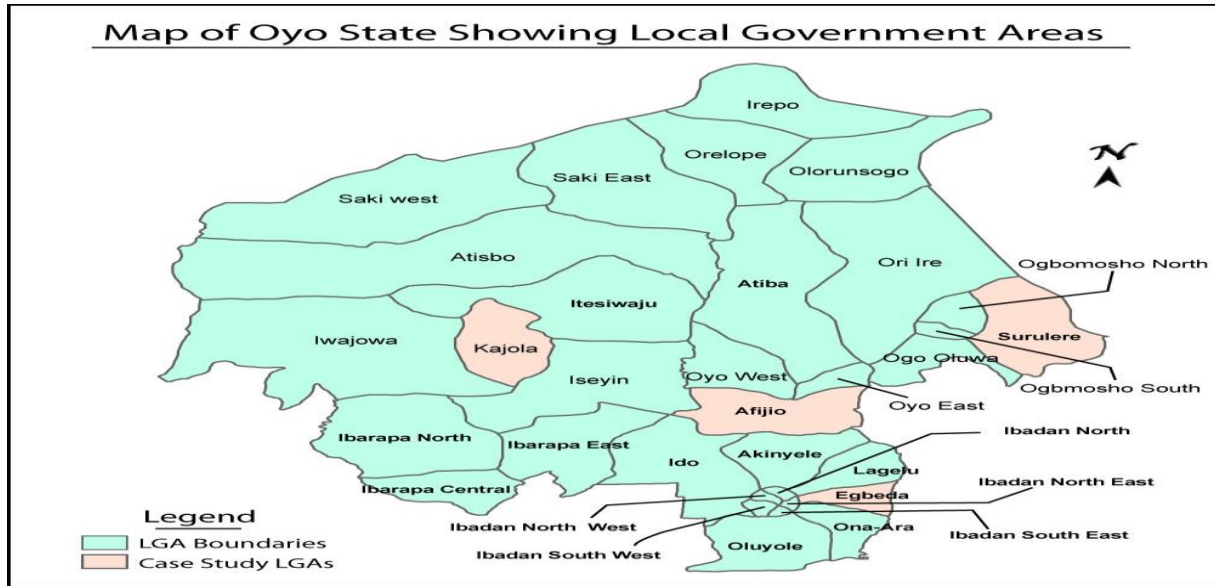 Map of Oyo State Showing Local Government Areas
Irepo
Orelope
Olorunsogo
Saki East
Saki west
Atisbo
Ori Ire
Ogbomosho North
Atiba
Itesiwaju
Surulere
Iwajowa
Kajola
Ogo Oluwa
Iseyin
Oyo West
Ogbmosho South
Oyo East
Afijio
Ibadan North
Ibarapa North
Ibarapa East
Akinyele
Ido
Lagelu
Ibadan North East
Ibarapa Central
Egbeda
Legend
Ibadan North West
Ona-Ara
Ibadan South East
LGA Boundaries
Ibadan South West
Oluyole
Case Study LGAs
N